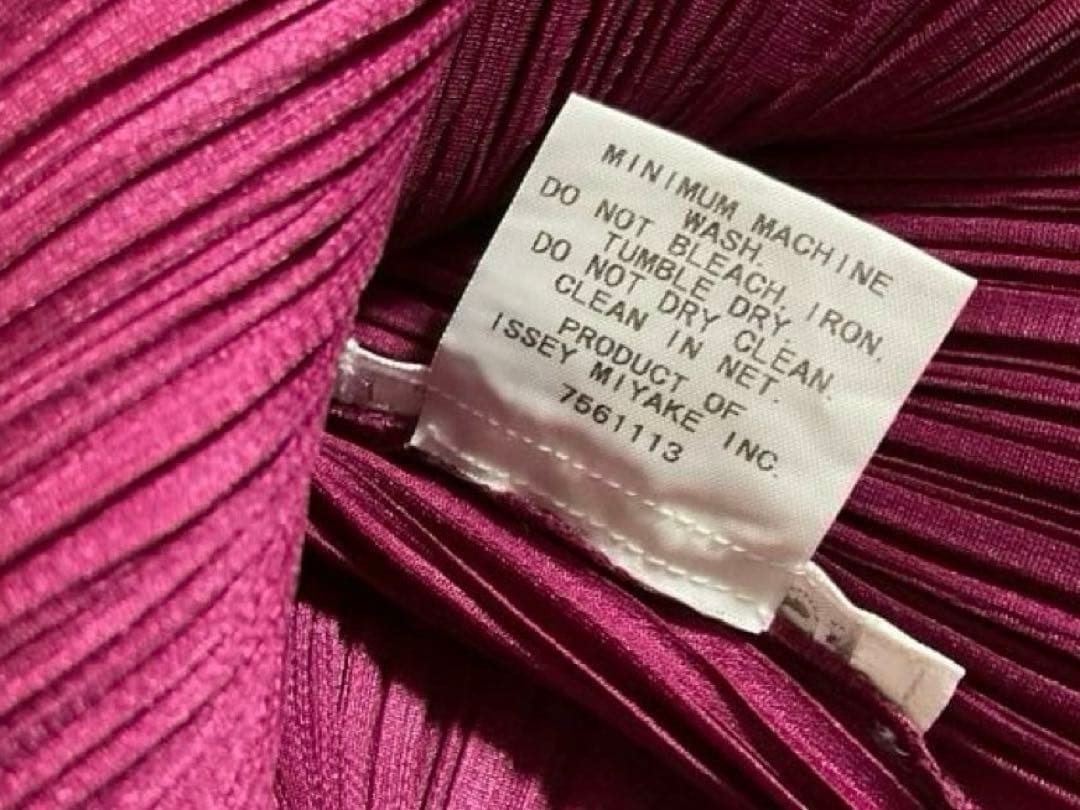 MINIMUM MACHINE
WASH.
DO NOT BLEACH, IRON,
TUMBLE DRY.
DO NOT DRY CLEAN.
CLEAN IN NET.
PRODUCT OF
ISSEY MIYAKE INC.
7561113